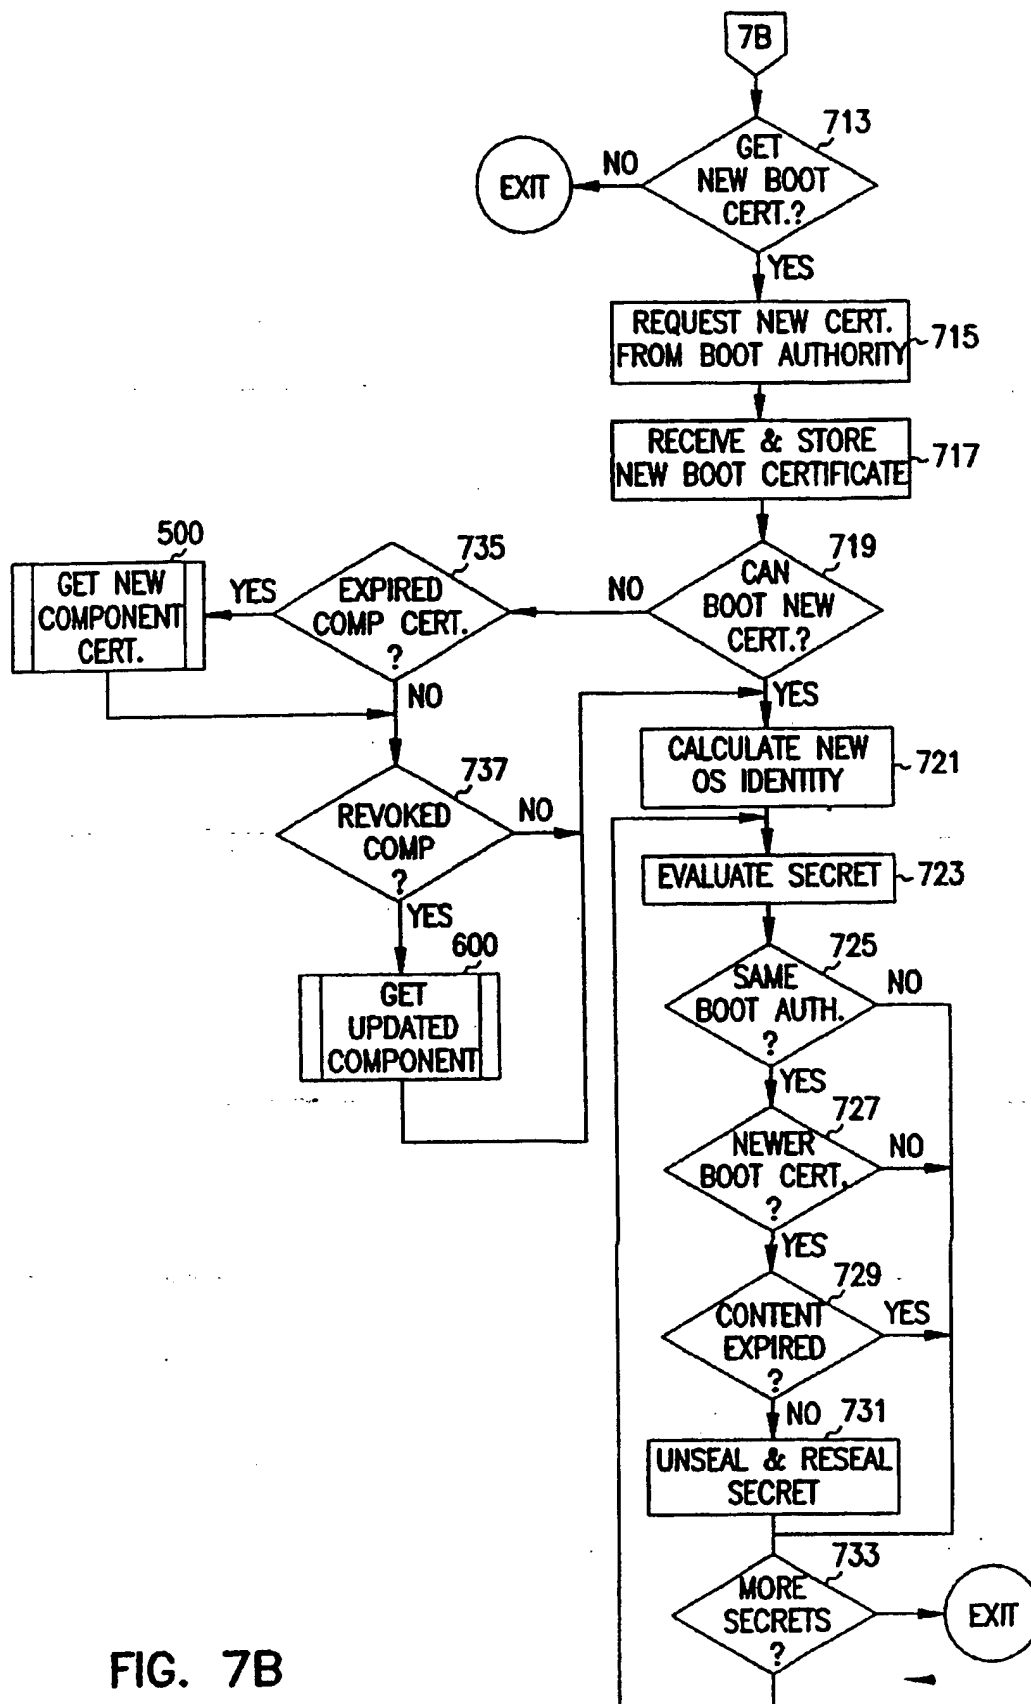 7B
713
GET
NEW BOOT
CERT.?
NO
EXIT
YES
REQUEST NEW CERT.
FROM BOOT AUTHORITY
715
RECEIVE & STORE
NEW BOOT CERTIFICATE
717
719
CAN
BOOT NEW
CERT.?
NO
YES
735
EXPIRED
COMP CERT.
?
YES
NO
500
GET NEW
COMPONENT
CERT.
737
REVOKED
COMP
?
NO
YES
600
GET
UPDATED
COMPONENT
CALCULATE NEW
OS IDENTITY
721
EVALUATE SECRET
723
725
SAME
BOOT AUTH.
?
NO
YES
727
NEWER
BOOT CERT.
?
NO
YES
729
CONTENT
EXPIRED
?
YES
NO
731
UNSEAL & RESEAL
SECRET
733
MORE
SECRETS
?
EXIT
FIG. 7B